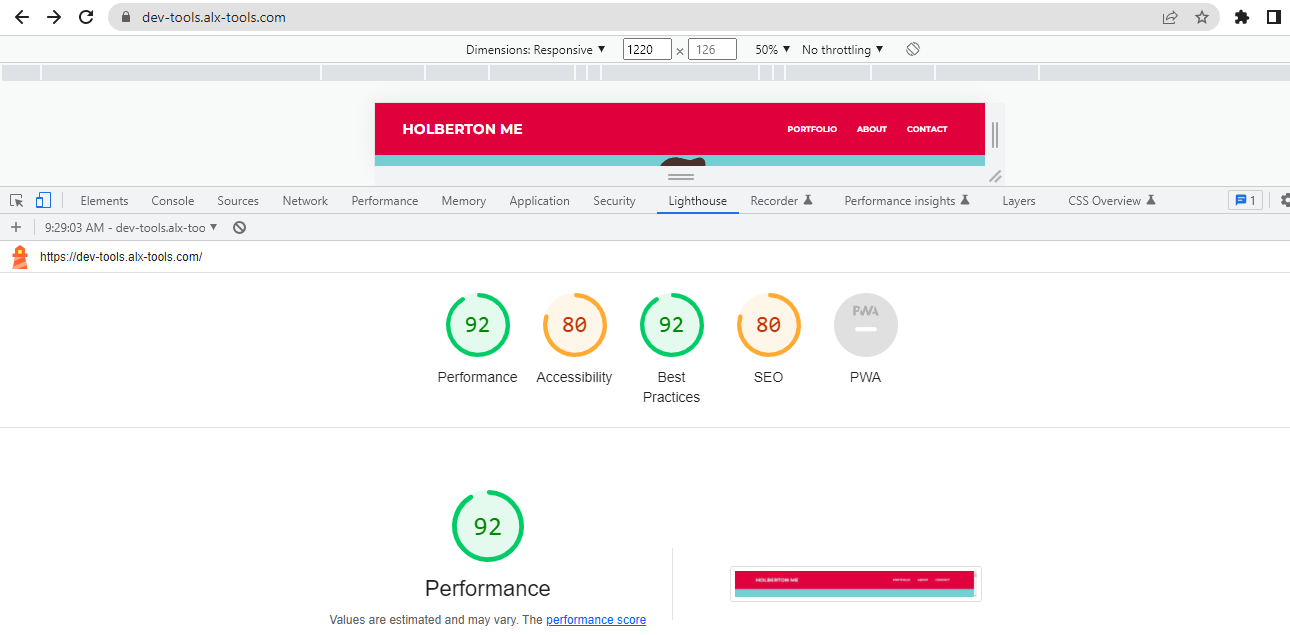 dev-tools.alx-tools.com
Dimensions: Responsive ▼ 1220 × 126 50% ▼ No throttling ▼
HOLBERTON ME PORTFOLIO ABOUT CONTACT
Elements Console Sources Network Performance Memory Application Security Lighthouse Recorder Performance insights Layers CSS Overview 1
+ 9:29:03 AM - dev-tools.alx-too ▼
https://dev-tools.alx-tools.com/
92 80 92 80 PWA
Performance Accessibility Best Practices SEO PWA
92
Performance
HOLBERTON ME PORTFOLIO ABOUT CONTACT
Values are estimated and may vary. The performance score